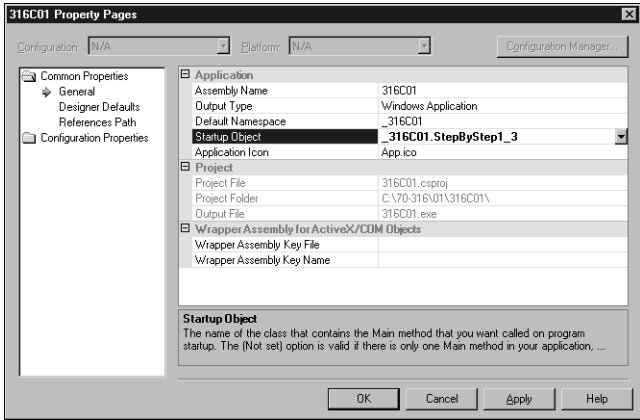 316C01 Property Pages
Configuration: N/A Platform: N/A Configuration Manager...
Common Properties
General
Designer Defaults
References Path
Configuration Properties
Application
Assembly Name 316C01
Output Type Windows Application
Default Namespace _316C01
Startup Object _316C01.StepByStep1_3
Application Icon App.ico
Project
Project File 316C01.csproj
Project Folder C:\70-316\01\316C01\
Output File 316C01.exe
Wrapper Assembly for ActiveX/COM Objects
Wrapper Assembly Key File
Wrapper Assembly Key Name
Startup Object
The name of the class that contains the Main method that you want called on program
startup. The (Not set) option is valid if there is only one Main method in your application, ...
OK Cancel Apply Help